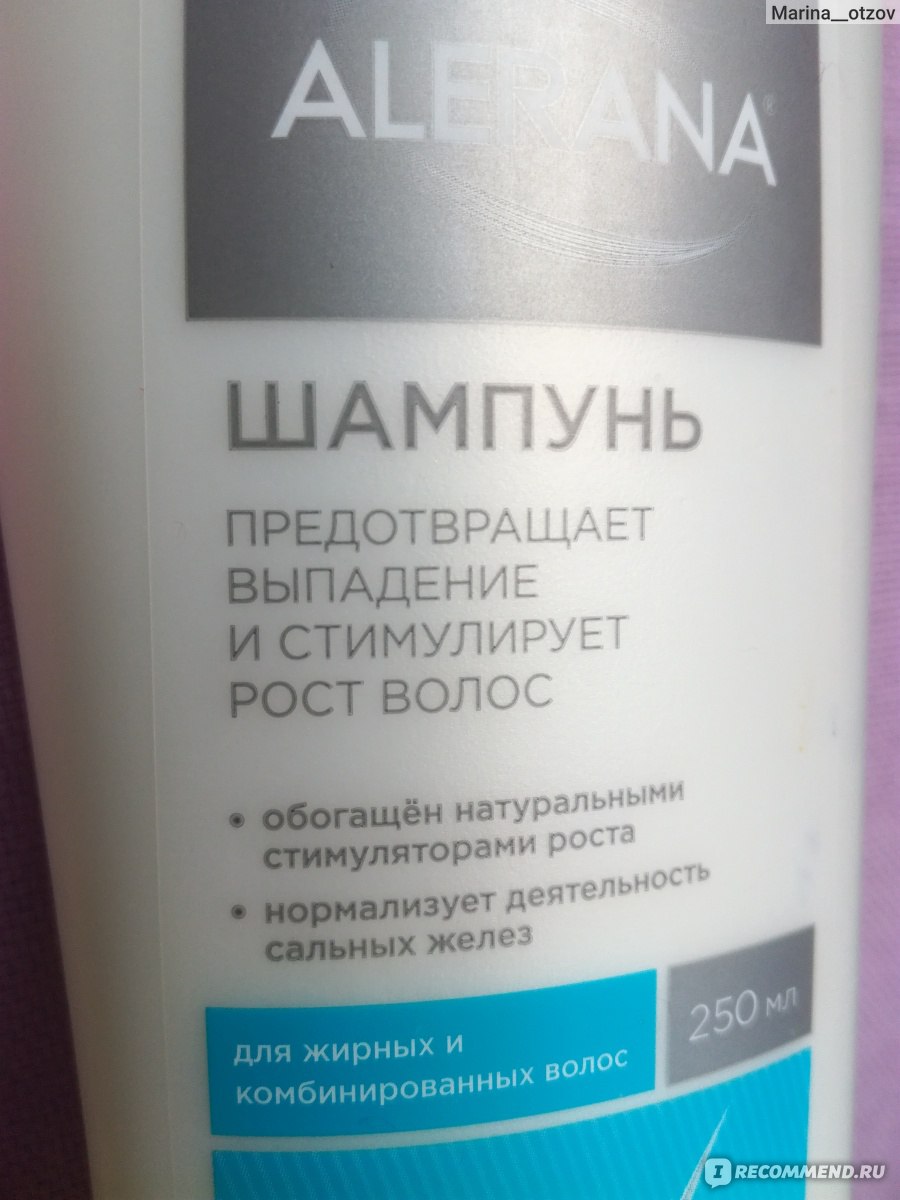 Marina__otzov
ALERANA®
ШАМПУНЬ
ПРЕДОТВРАЩАЕТ
ВЫПАДЕНИЕ
И СТИМУЛИРУЕТ
РОСТ ВОЛОС
• обогащён натуральными
стимуляторами роста
• нормализует деятельность
сальных желез
250 мл
для жирных и
комбинированных волос
I RECOMMEND.RU